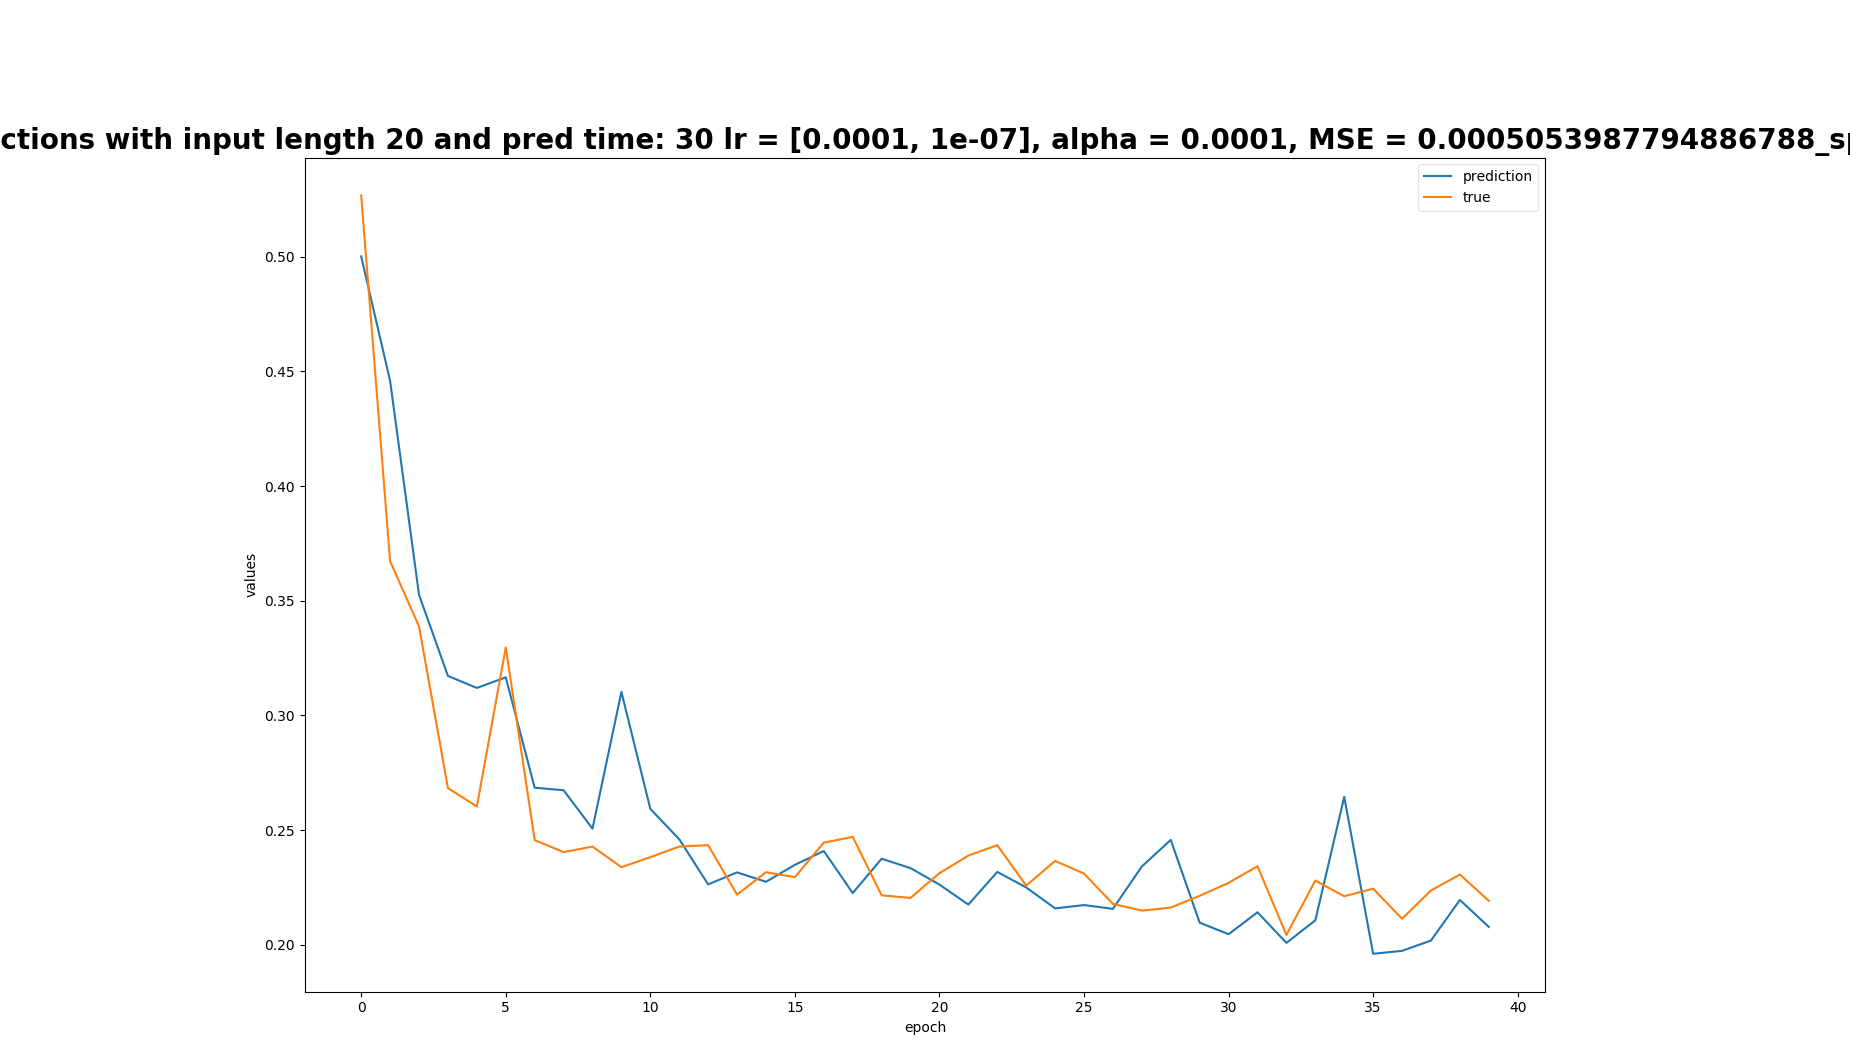 ctions with input length 20 and pred time: 30 lr = [0.0001, 1e-07], alpha = 0.0001, MSE = 0.0005053987794886788_sp
prediction
true
0.50
0.45
0.40
0.35
0.30
0.25
0.20
values
0 5 10 15 20 25 30 35 40
epoch